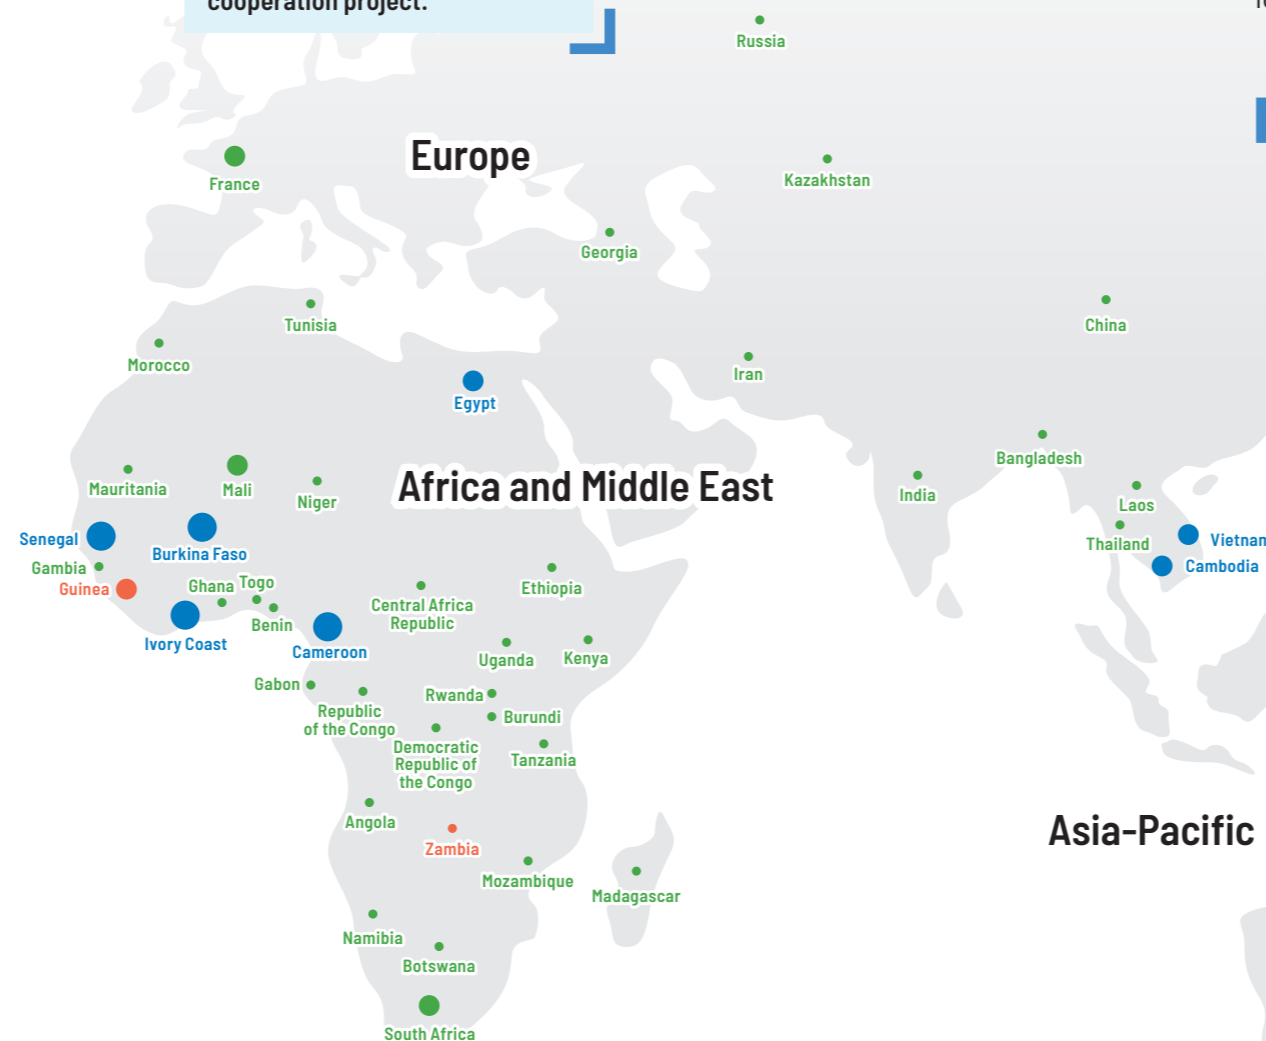 cooperation project.
Russia
Europe
France
Kazakhstan
Georgia
Tunisia
China
Morocco
Iran
Egypt
Bangladesh
Africa and Middle East
Mauritania
Mali
Niger
India
Laos
Senegal
Burkina Faso
Thailand
Vietnam
Gambia
Cambodia
Guinea
Ghana
Togo
Ethiopia
Central Africa
Republic
Benin
Ivory Coast
Cameroon
Uganda
Kenya
Gabon
Rwanda
Republic
of the Congo
Burundi
Democratic
Republic of
the Congo
Tanzania
Angola
Asia-Pacific
Zambia
Mozambique
Madagascar
Namibia
Botswana
South Africa